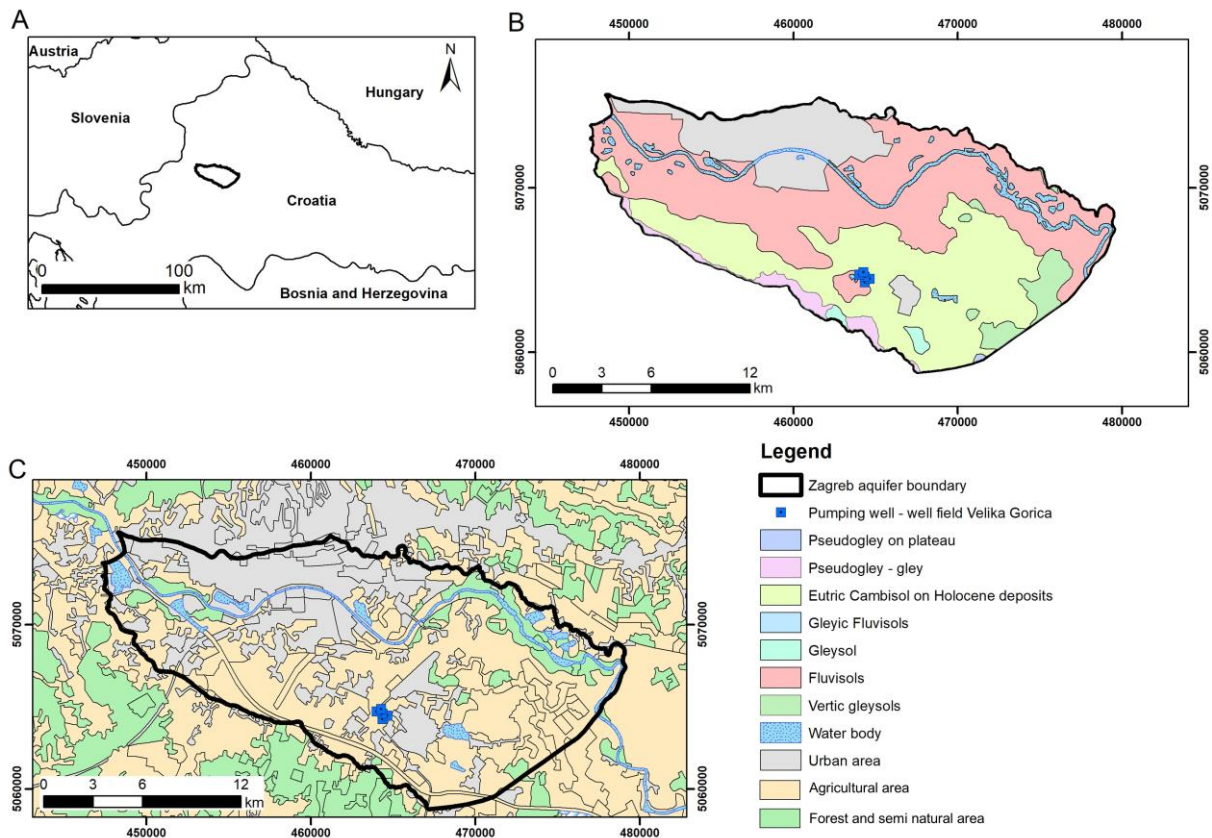 A
Austria
N
Hungary
Slovenia
Croatia
0 100
km
Bosnia and Herzegovina
B
450000 460000 470000 480000
5070000 5070000
5060000 5060000
0 3 6 12
km
450000 460000 470000 480000
C
450000 460000 470000 480000
5070000 5070000
5060000 5060000
0 3 6 12
km
450000 460000 470000 480000
Legend
Zagreb aquifer boundary
Pumping well - well field Velika Gorica
Pseudogley on plateau
Pseudogley - gley
Eutric Cambisol on Holocene deposits
Gleyic Fluvisols
Gleysol
Fluvisols
Vertic gleysols
Water body
Urban area
Agricultural area
Forest and semi natural area